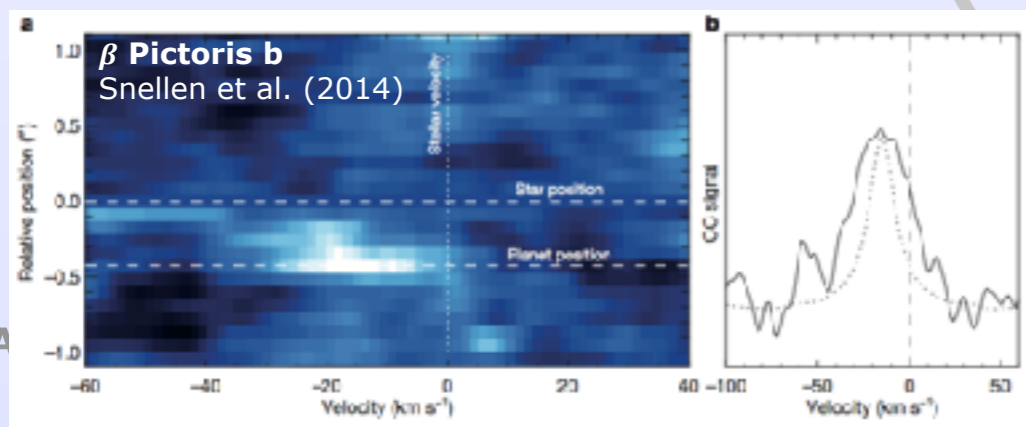 a
β Pictoris b
Snellen et al. (2014)
Stellar velocity
Star position
Planet position
Relative position (")
1.0
0.5
0.0
−0.5
−1.0
−60 −40 −20 0 20 40
Velocity (km s⁻¹)
b
CC signal
−100 −50 0 50
Velocity (km s⁻¹)
A